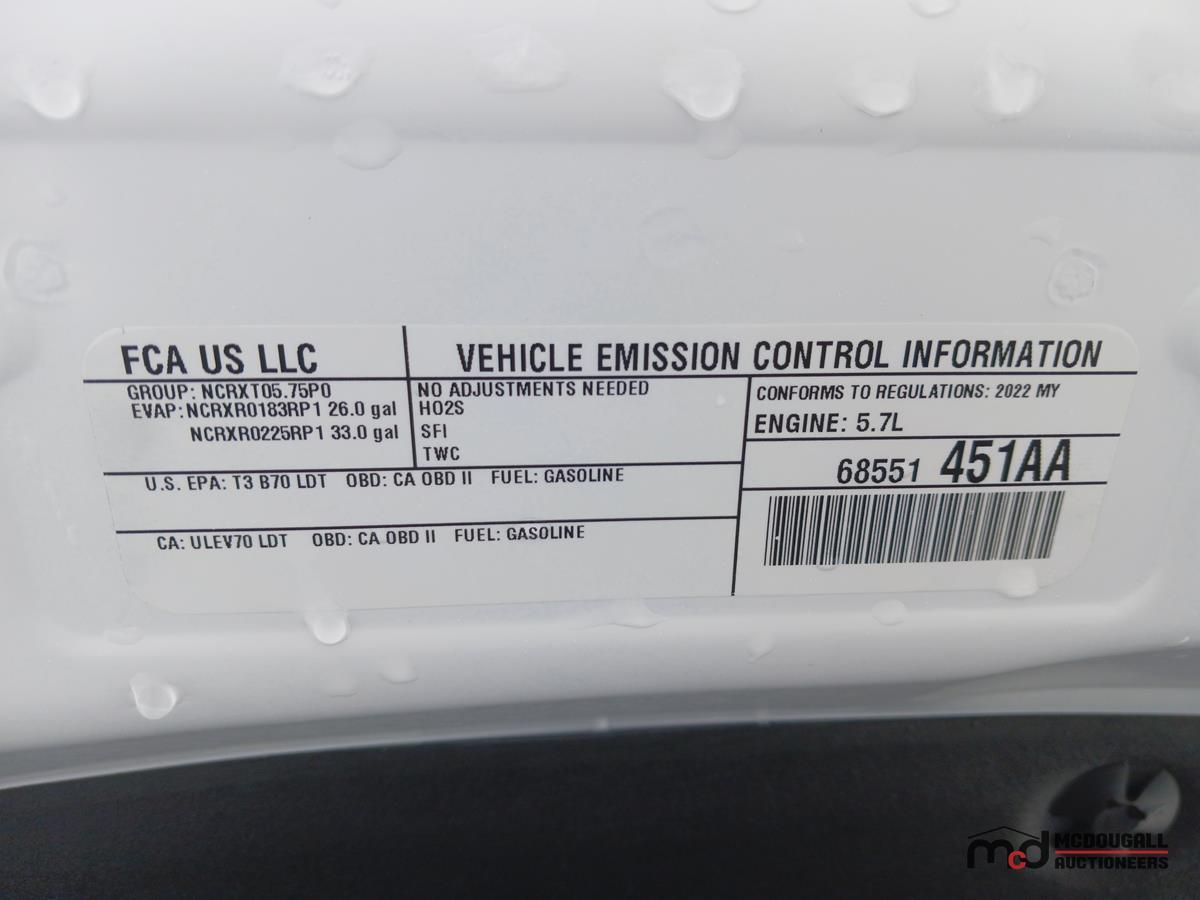 FCA US LLC
VEHICLE EMISSION CONTROL INFORMATION
GROUP: NCRXT05.75P0
EVAP: NCRXR0183RP1 26.0 gal
NCRXR0225RP1 33.0 gal
NO ADJUSTMENTS NEEDED
HO2S
SFI
TWC
CONFORMS TO REGULATIONS: 2022 MY
ENGINE: 5.7L
68551 451AA
U.S. EPA: T3 B70 LDT OBD: CA OBD II FUEL: GASOLINE
CA: ULEV70 LDT OBD: CA OBD II FUEL: GASOLINE
mcd MCDOUGALL
AUCTIONEERS